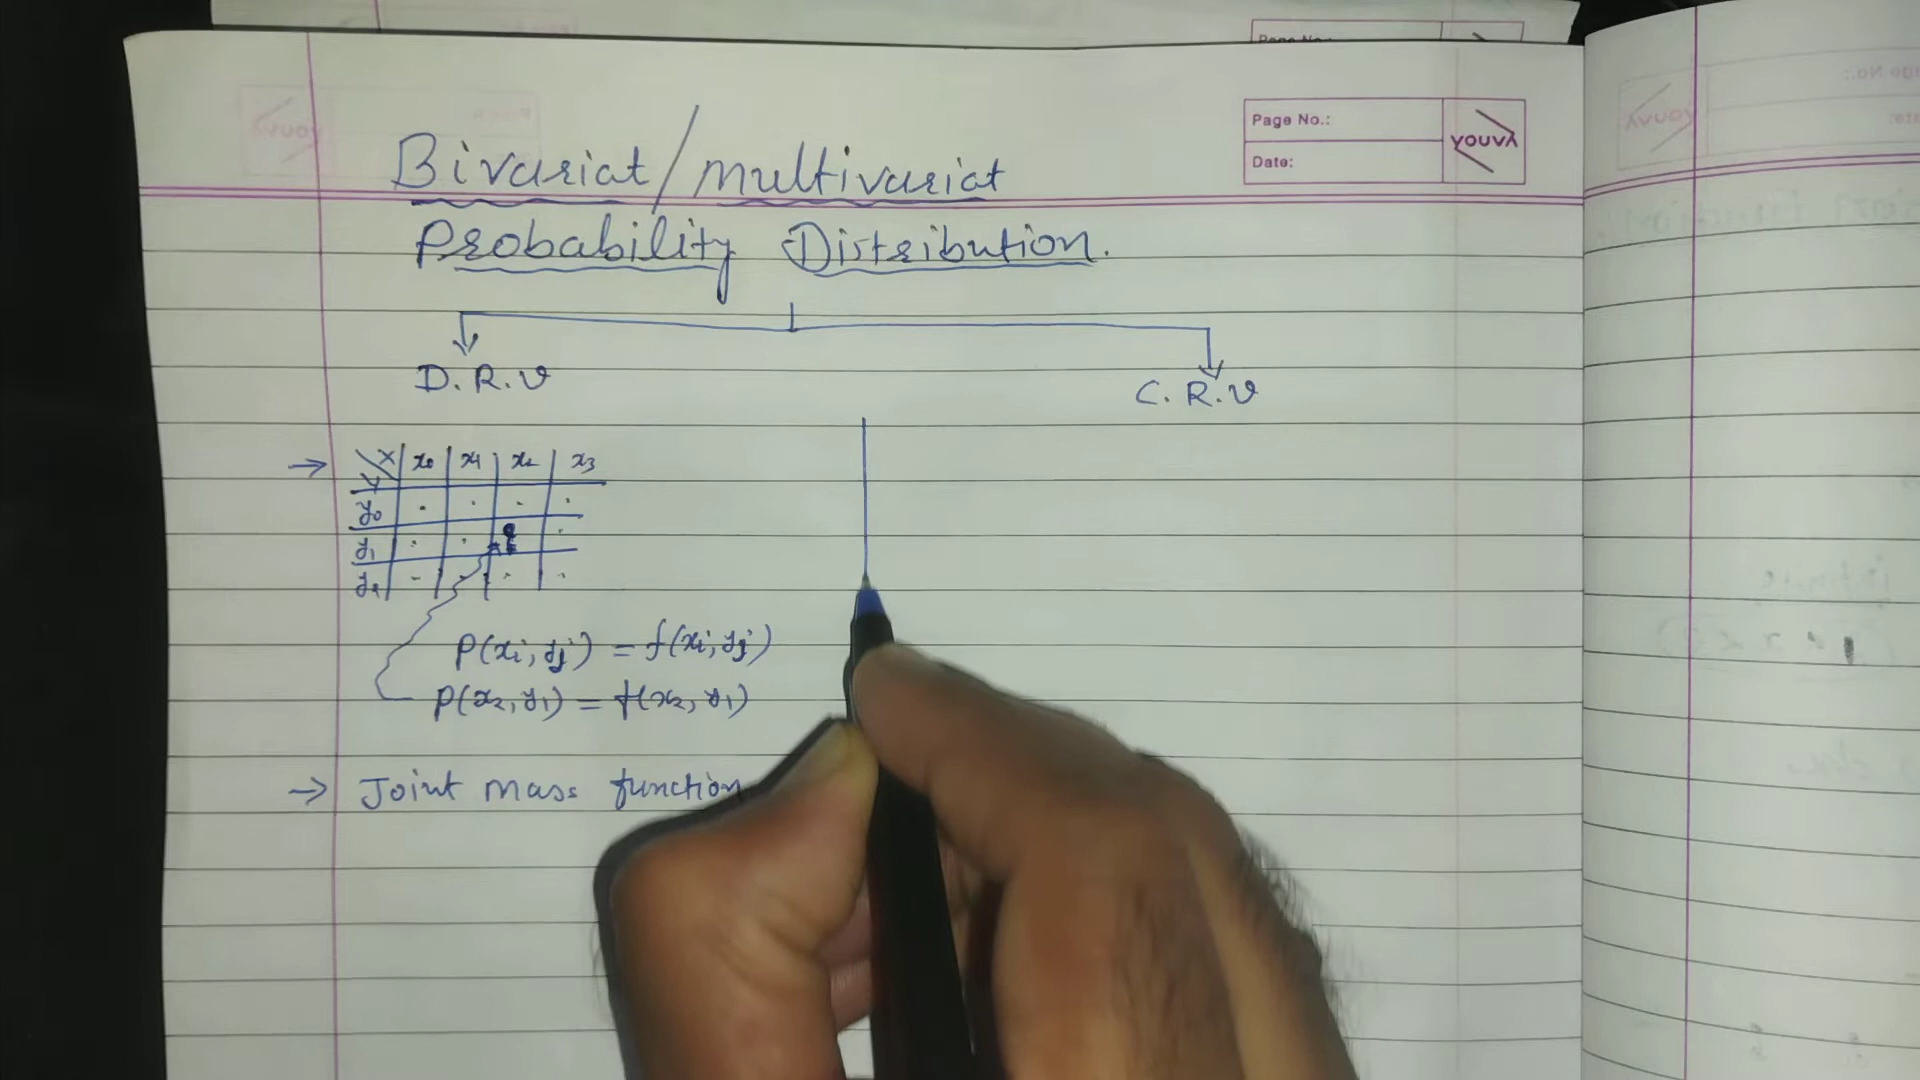 Page No.:
Date:
youva
Bivariat/multivariat
Probability Distribution.
D.R.v
C.R.v
→ X x0 x1 x2 x3
Y
y0 . . . .
y1 . . .
y2 - . . .
P(xi, yj) = f(xi, yj)
P(x2, y1) = f(x2, y1)
→ Joint mass function